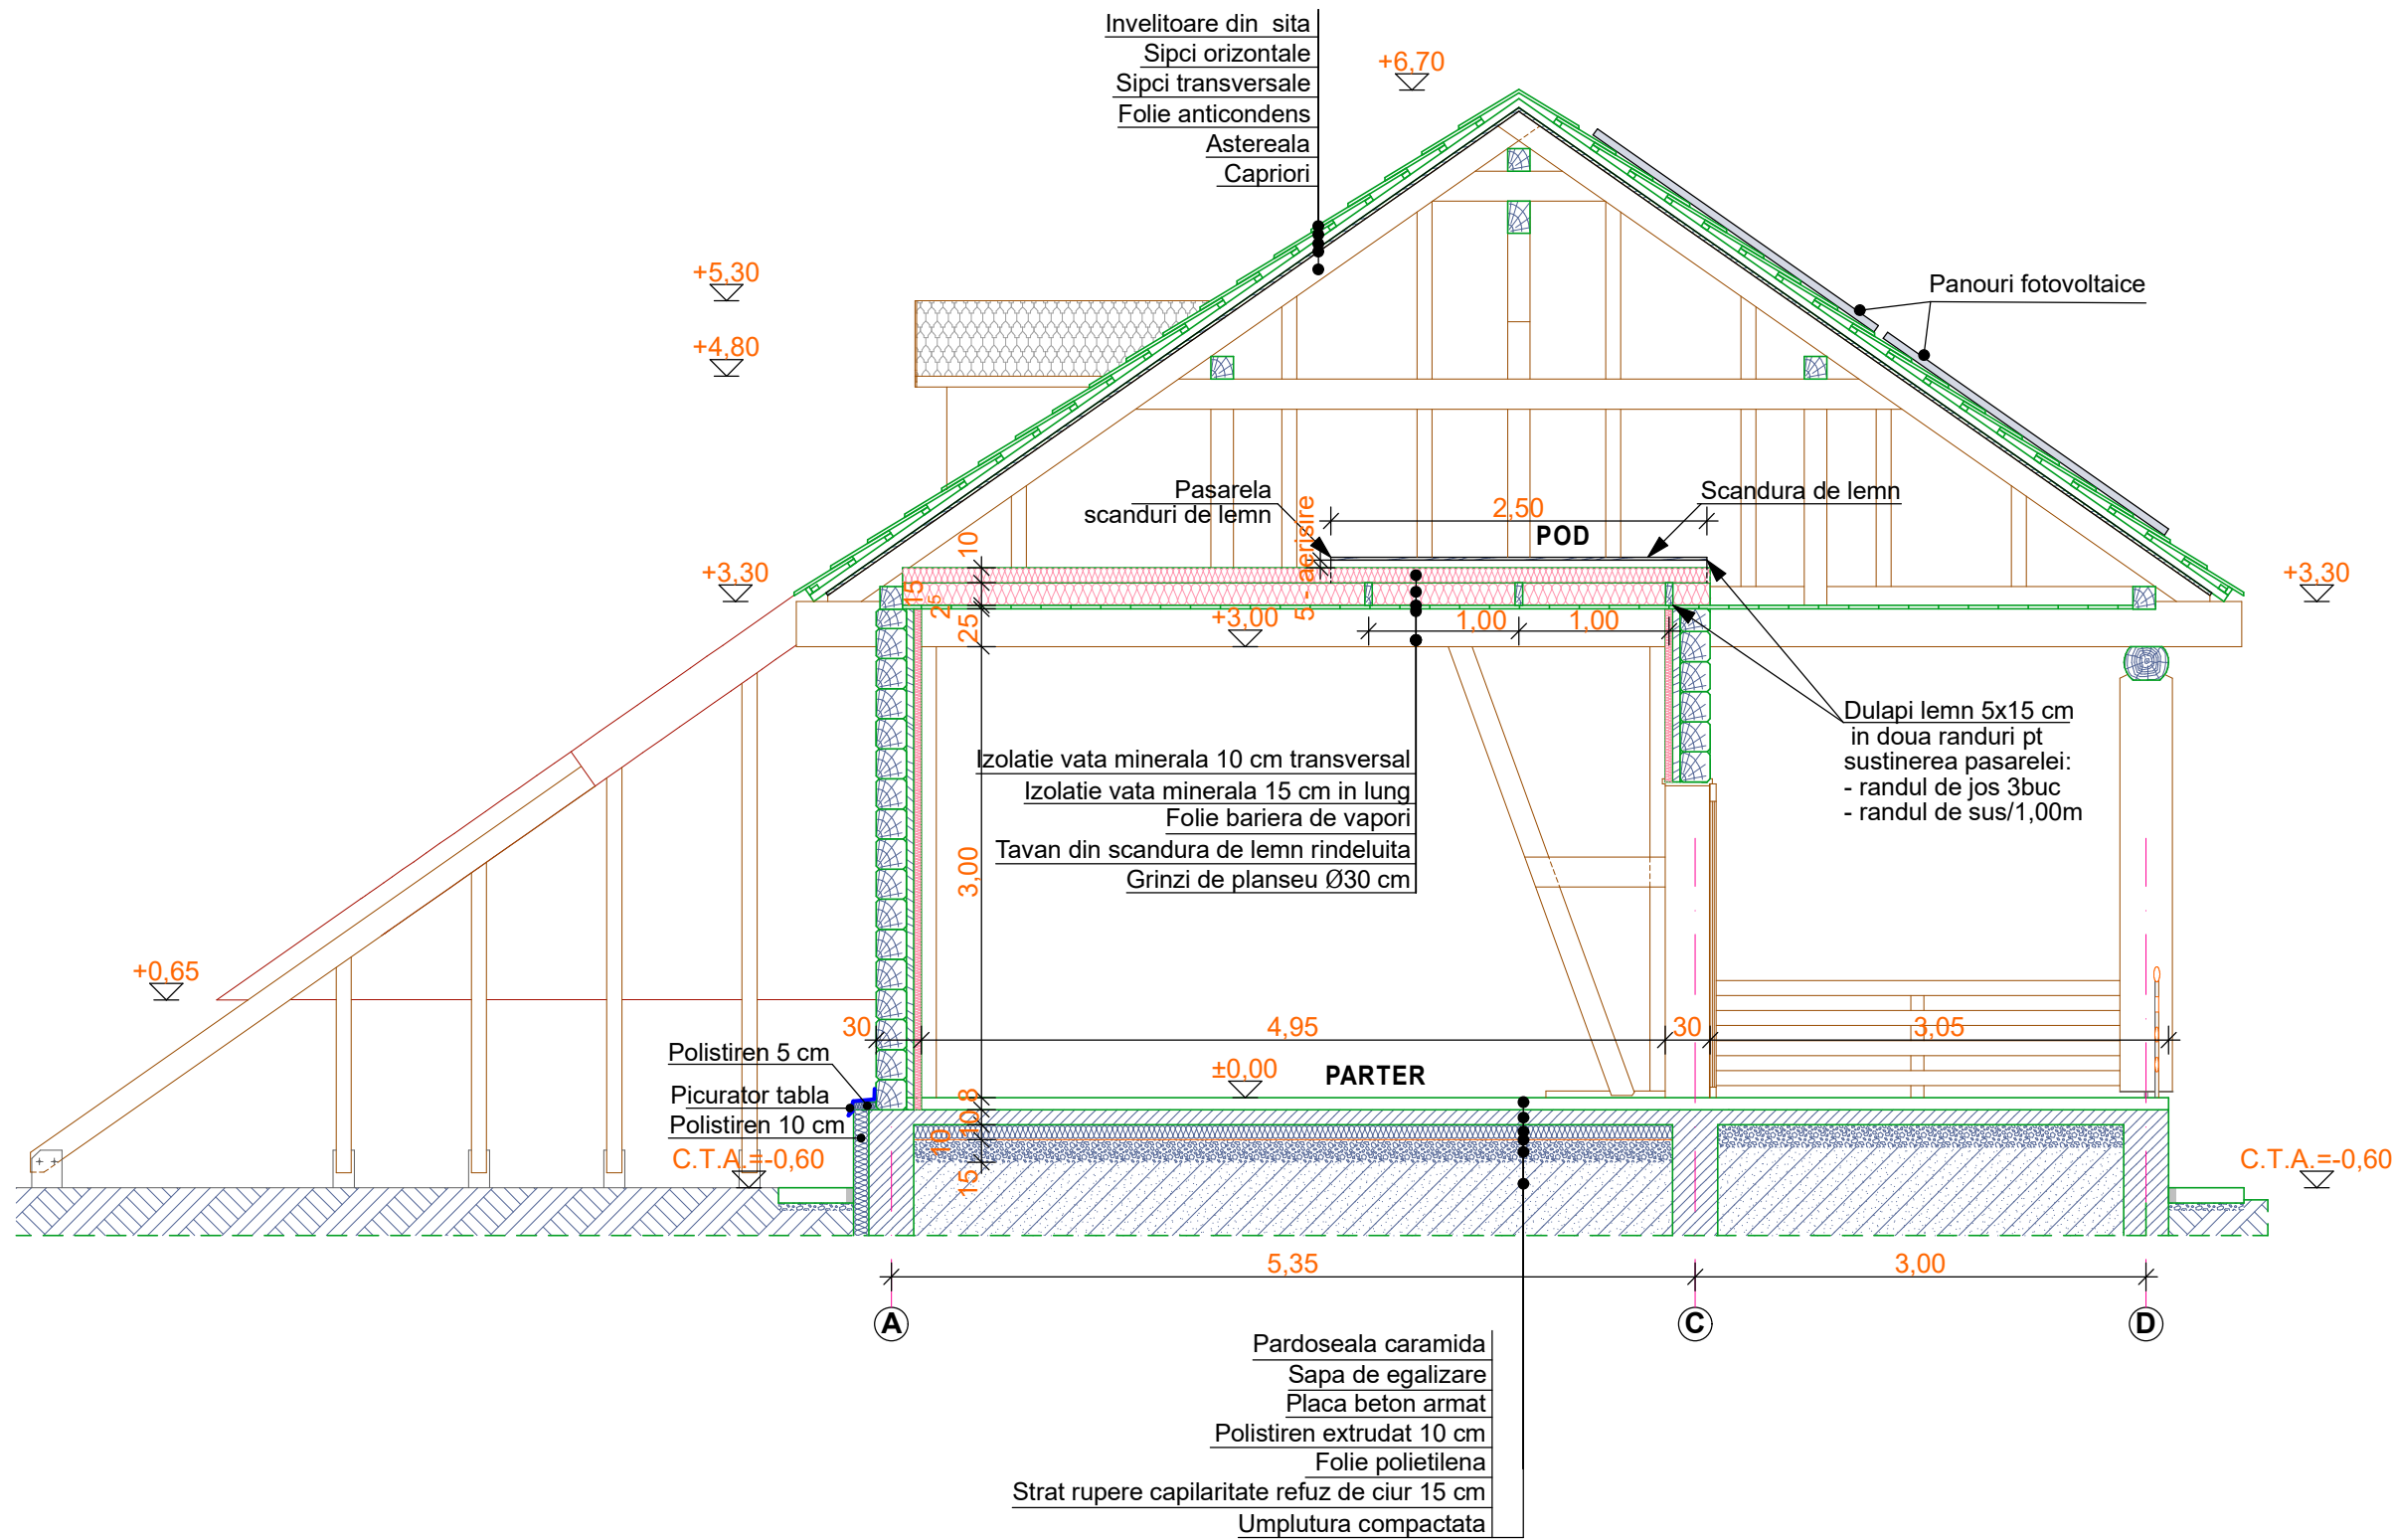 Invelitoare din  sita
Sipci orizontale
Sipci transversale
Folie anticondens
Astereala
Capriori
+6,70
+5,30
+4,80
Panouri fotovoltaice
Pasarela
scanduri de lemn
5 - aerisire
2,50
Scandura de lemn
POD
+3,30
10
15
2⁵
25
+3,00
1,00
1,00
+3,30
Dulapi lemn 5x15 cm
in doua randuri pt
sustinerea pasarelei:
- randul de jos 3buc
- randul de sus/1,00m
Izolatie vata minerala 10 cm transversal
Izolatie vata minerala 15 cm in lung
Folie bariera de vapori
Tavan din scandura de lemn rindeluita
Grinzi de planseu Ø30 cm
3,00
+0,65
30
4,95
30
3,05
Polistiren 5 cm
Picurator tabla
Polistiren 10 cm
±0,00
PARTER
8
10
10
15
C.T.A.=-0,60
C.T.A.=-0,60
5,35
3,00
A
C
D
Pardoseala caramida
Sapa de egalizare
Placa beton armat
Polistiren extrudat 10 cm
Folie polietilena
Strat rupere capilaritate refuz de ciur 15 cm
Umplutura compactata